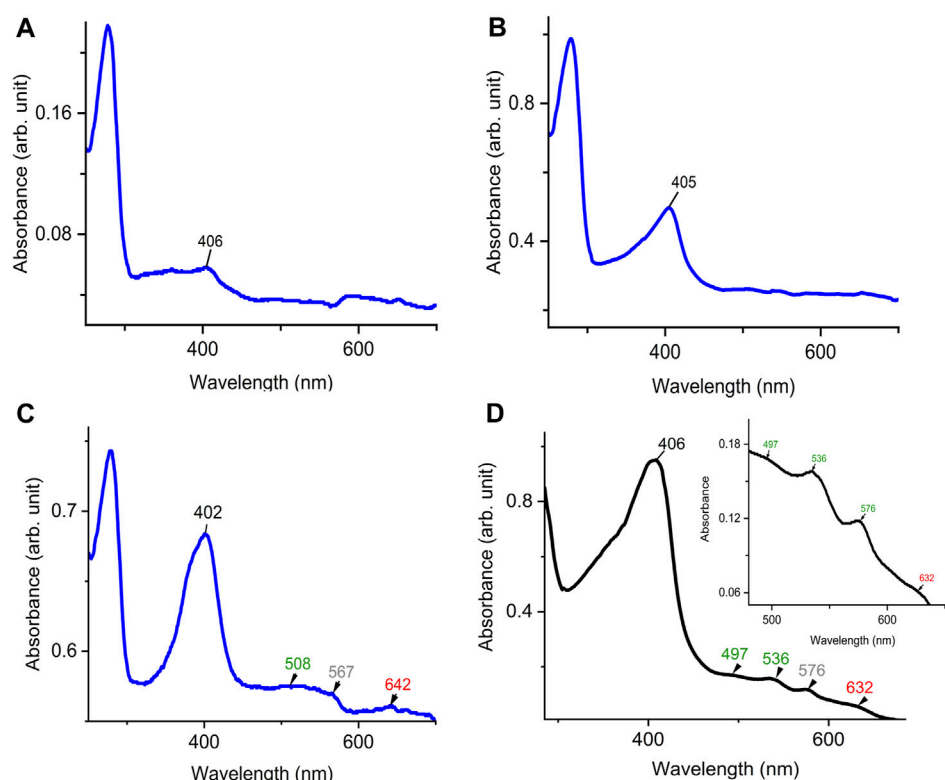 A
Absorbance (arb. unit)
0.16
0.08
406
400
600
Wavelength (nm)
B
Absorbance (arb. unit)
0.8
0.4
405
400
600
Wavelength (nm)
C
Absorbance (arb. unit)
0.7
0.6
402
508
567
642
400
600
Wavelength (nm)
D
Absorbance (arb. unit)
0.8
0.4
406
497
536
576
632
400
600
Wavelength (nm)
Absorbance
0.18
0.12
0.06
497
536
576
632
500
600
Wavelength (nm)